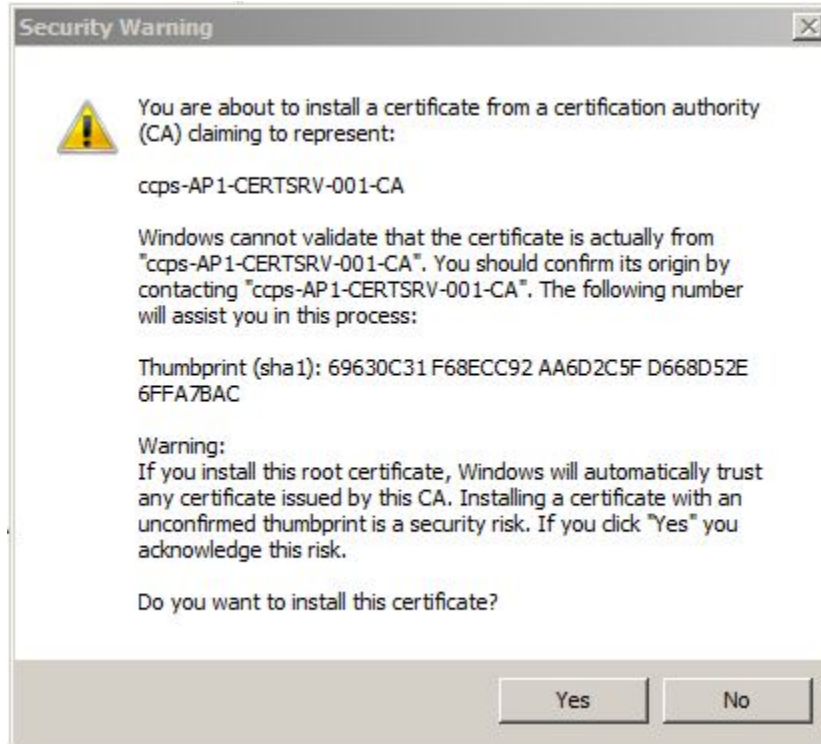 Security Warning
You are about to install a certificate from a certification authority
(CA) claiming to represent:
ccps-AP1-CERTSRV-001-CA
Windows cannot validate that the certificate is actually from
"ccps-AP1-CERTSRV-001-CA". You should confirm its origin by
contacting "ccps-AP1-CERTSRV-001-CA". The following number
will assist you in this process:
Thumbprint (sha1): 69630C31 F68ECC92 AA6D2C5F D668D52E
6FFA7BAC
Warning:
If you install this root certificate, Windows will automatically trust
any certificate issued by this CA. Installing a certificate with an
unconfirmed thumbprint is a security risk. If you click "Yes" you
acknowledge this risk.
Do you want to install this certificate?
Yes No